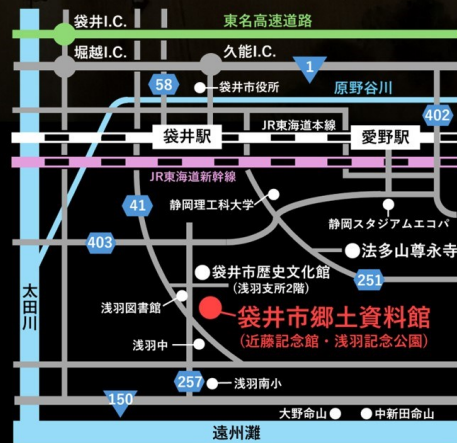 袋井I.C.
東名高速道路
堀越I.C.
久能I.C.
1
58
袋井市役所
原野谷川
402
JR東海道本線
袋井駅
愛野駅
JR東海道新幹線
41
静岡理工科大学
静岡スタジアムエコパ
403
法多山尊永寺
251
袋井市歴史文化館
(浅羽支所2階)
太田川
浅羽図書館
袋井市郷土資料館
(近藤記念館・浅羽記念公園)
浅羽中
257
浅羽南小
150
大野命山
中新田命山
遠州灘